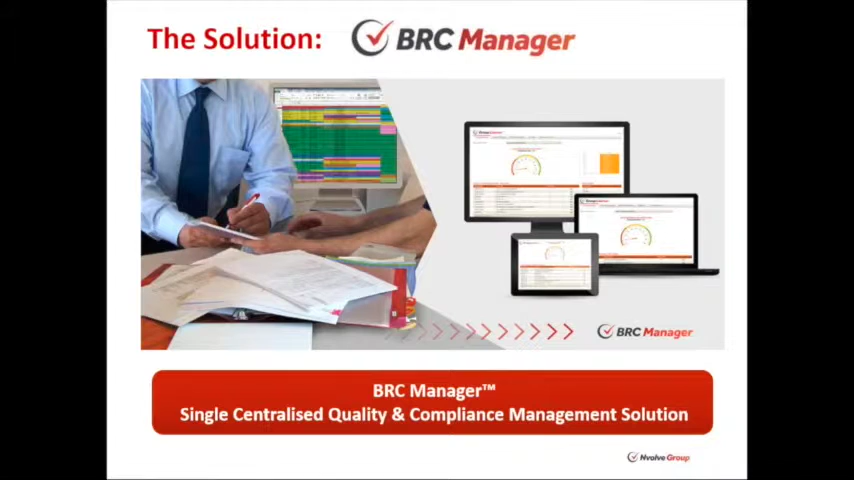 The Solution:
BRC Manager
BRC Manager
BRC Manager™
Single Centralised Quality & Compliance Management Solution
Nvolve Group